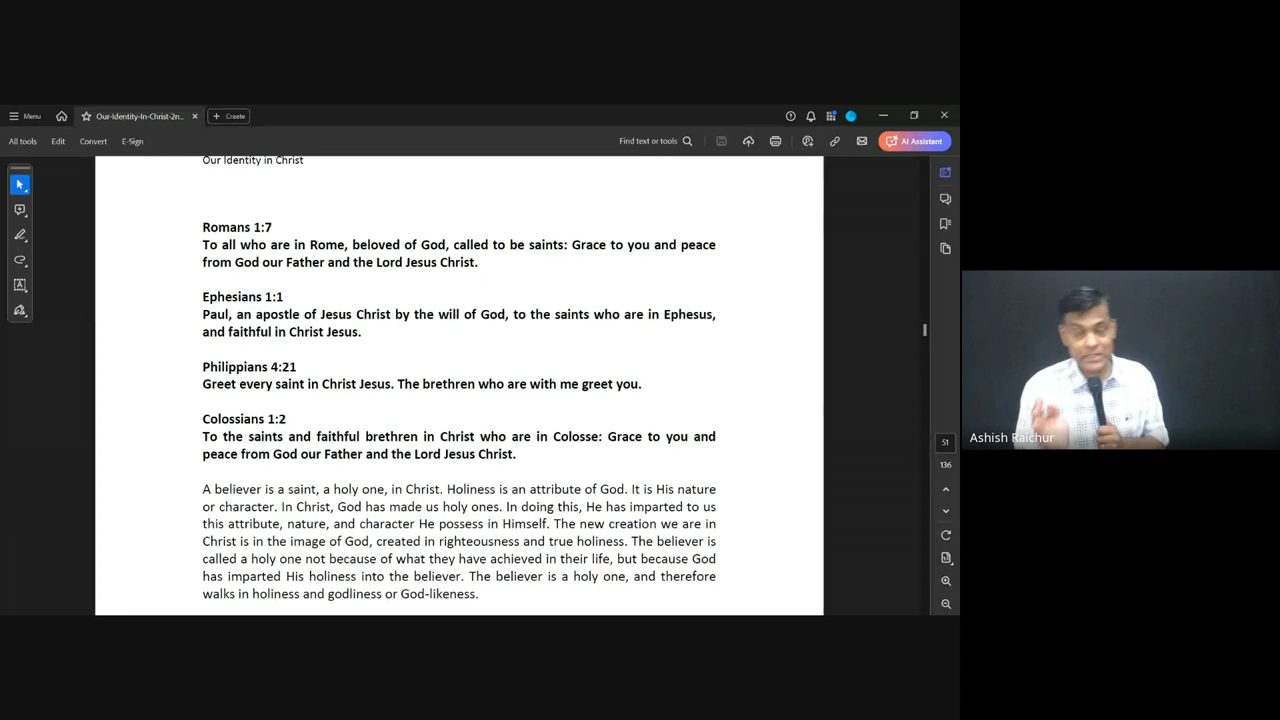 Menu
Our-Identity-In-Christ-2n...
Create
All tools
Edit
Convert
E-Sign
Find text or tools
AI Assistant
Our Identity in Christ
Romans 1:7
To all who are in Rome, beloved of God, called to be saints: Grace to you and peace
from God our Father and the Lord Jesus Christ.
Ephesians 1:1
Paul, an apostle of Jesus Christ by the will of God, to the saints who are in Ephesus,
and faithful in Christ Jesus.
Philippians 4:21
Greet every saint in Christ Jesus. The brethren who are with me greet you.
Colossians 1:2
To the saints and faithful brethren in Christ who are in Colosse: Grace to you and
peace from God our Father and the Lord Jesus Christ.
A believer is a saint, a holy one, in Christ. Holiness is an attribute of God. It is His nature
or character. In Christ, God has made us holy ones. In doing this, He has imparted to us
this attribute, nature, and character He possess in Himself. The new creation we are in
Christ is in the image of God, created in righteousness and true holiness. The believer is
called a holy one not because of what they have achieved in their life, but because God
has imparted His holiness into the believer. The believer is a holy one, and therefore
walks in holiness and godliness or God-likeness.
51
136
Ashish Raichur